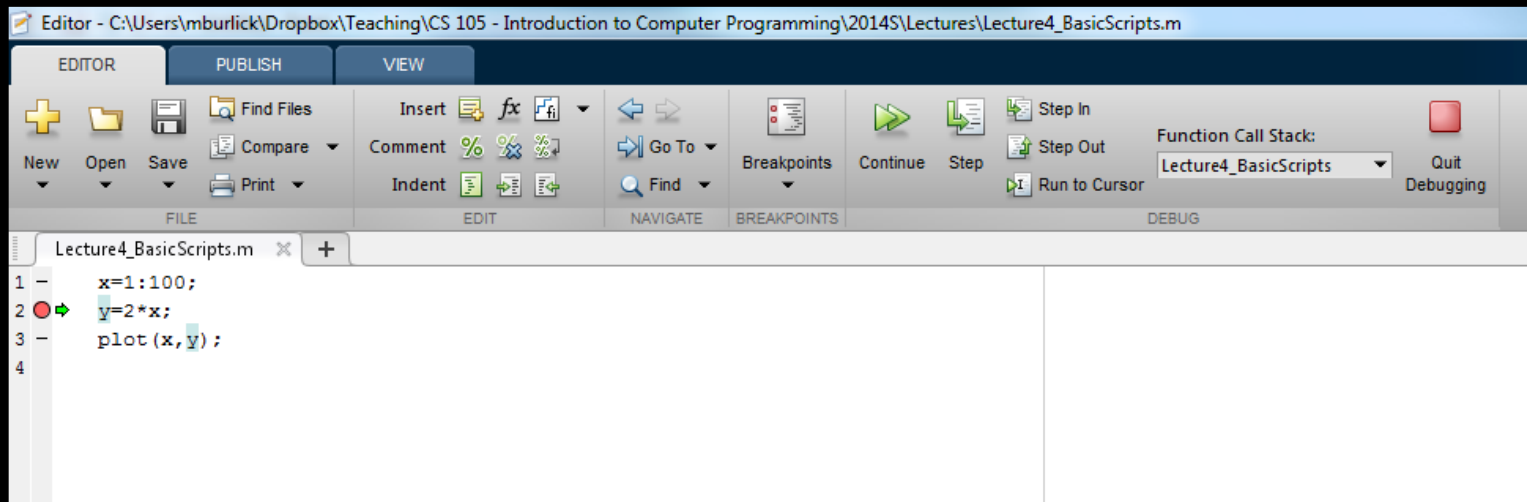 Editor - C:\Users\mburlick\Dropbox\Teaching\CS 105 - Introduction to Computer Programming\2014S\Lectures\Lecture4_BasicScripts.m
EDITOR PUBLISH VIEW
New Open Save
Find Files
Compare
Print
FILE
Insert fx fi
Comment % % %
Indent
EDIT
Go To
Find
NAVIGATE
Breakpoints
BREAKPOINTS
Continue Step
Step In
Step Out
Run to Cursor
Function Call Stack:
Lecture4_BasicScripts
Quit
Debugging
DEBUG
Lecture4_BasicScripts.m
1 x=1:100;
2 y=2*x;
3 plot(x,y);
4